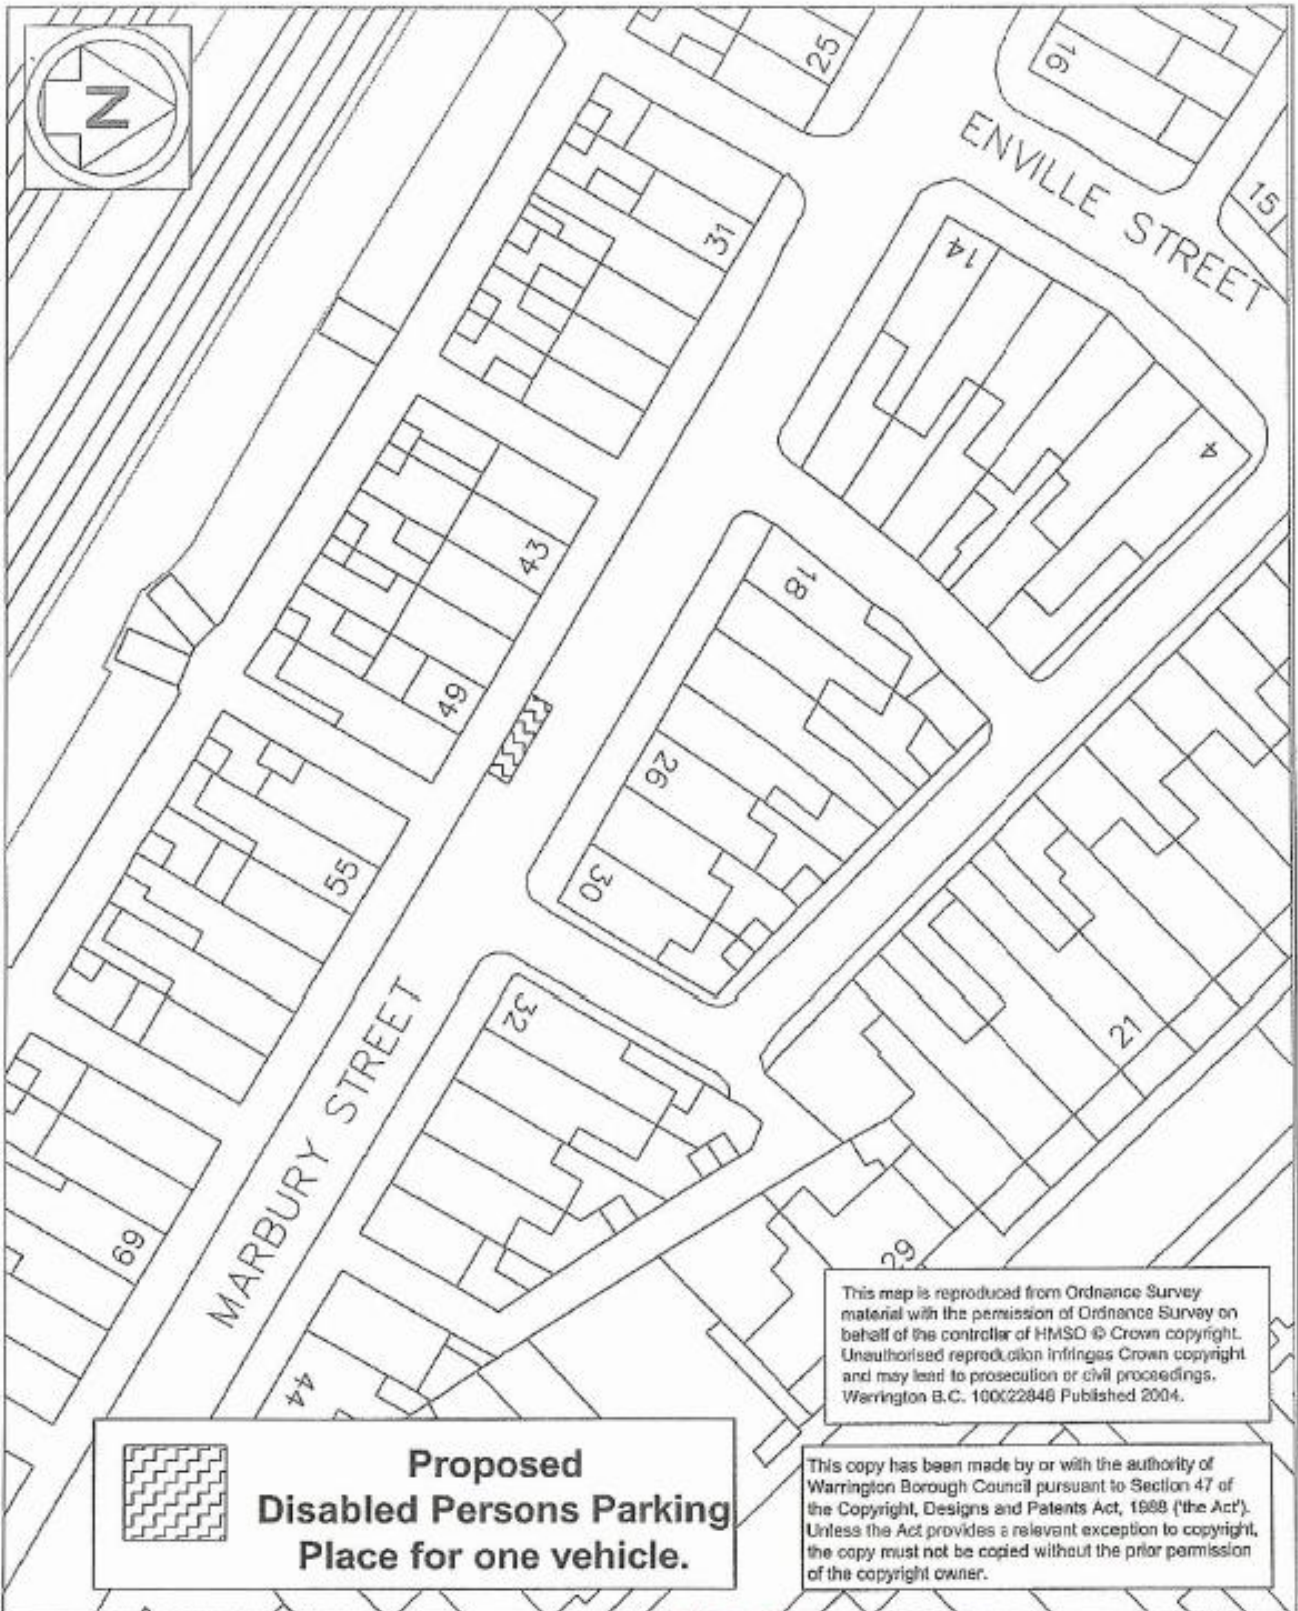 N
25
16
ENVILLE STREET
15
31
14
4
43
18
49
26
55
30
32
21
MARBURY STREET
69
29
44
This map is reproduced from Ordnance Survey
material with the permission of Ordnance Survey on
behalf of the controller of HMSO © Crown copyright.
Unauthorised reproduction infringes Crown copyright
and may lead to prosecution or civil proceedings.
Warrington B.C. 100022848 Published 2004.
Proposed
Disabled Persons Parking
Place for one vehicle.
This copy has been made by or with the authority of
Warrington Borough Council pursuant to Section 47 of
the Copyright, Designs and Patents Act, 1988 ('the Act').
Unless the Act provides a relevant exception to copyright,
the copy must not be copied without the prior permission
of the copyright owner.